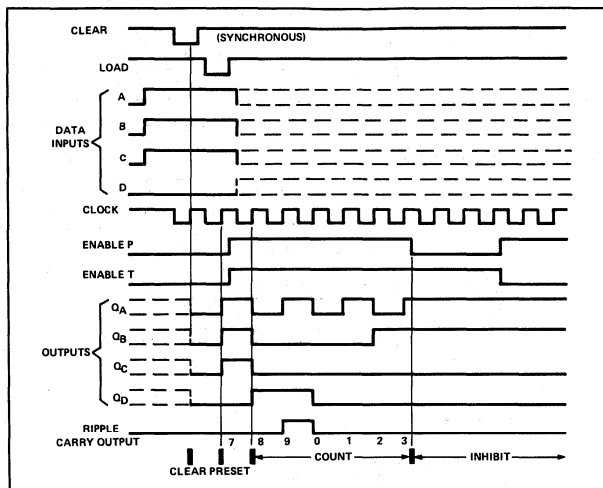 CLEAR
(SYNCHRONOUS)
LOAD
A
DATA INPUTS
B
C
D
CLOCK
ENABLE P
ENABLE T
QA
QB
OUTPUTS
QC
QD
RIPPLE
CARRY OUTPUT
7 8 9 0 1 2 3
CLEAR PRESET
COUNT
INHIBIT